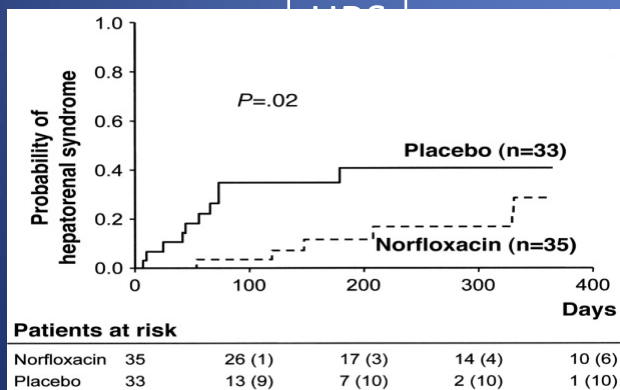 HRS
1.0
0.8
0.6
0.4
0.2
0.0
Probability of
hepatorenal syndrome
P=.02
Placebo (n=33)
Norfloxacin (n=35)
0 100 200 300 400
Days
Patients at risk
Norfloxacin 35 26 (1) 17 (3) 14 (4) 10 (6)
Placebo 33 13 (9) 7 (10) 2 (10) 1 (10)